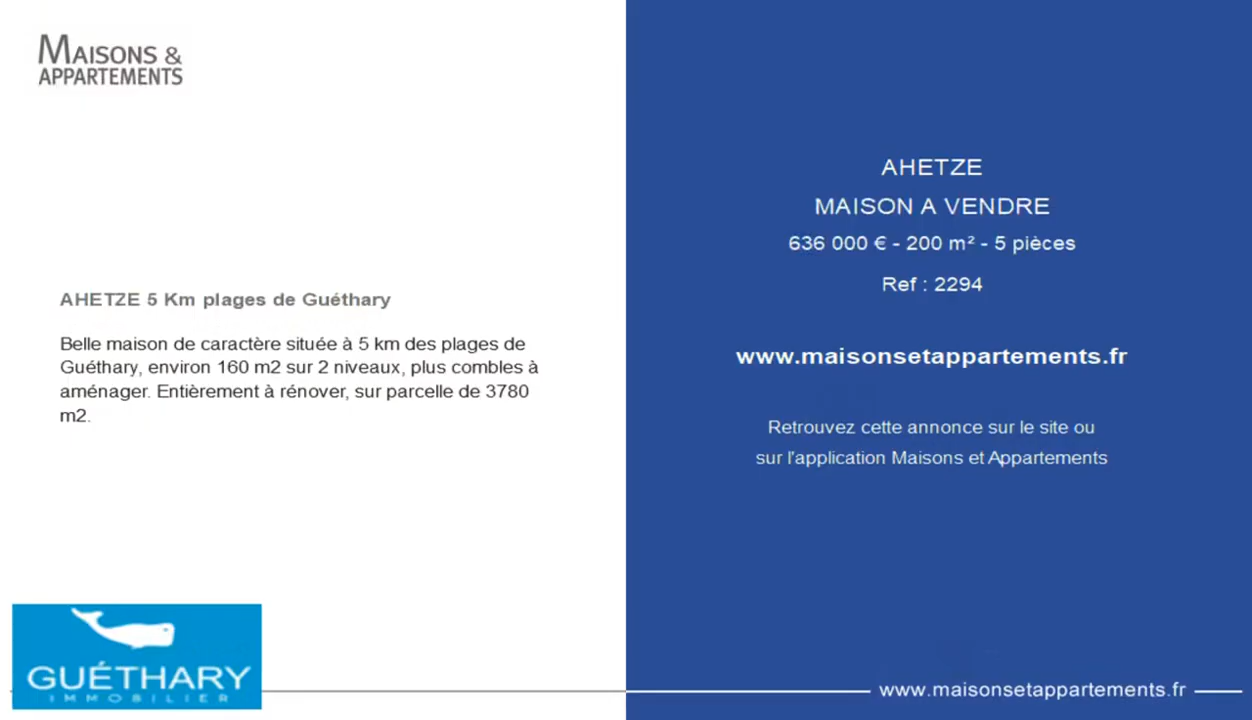 MAISONS &
APPARTEMENTS
AHETZE 5 Km plages de Guéthary
Belle maison de caractère située à 5 km des plages de
Guéthary, environ 160 m2 sur 2 niveaux, plus combles à
aménager. Entièrement à rénover, sur parcelle de 3780
m2.
GUÉTHARY
IMMOBILIER
AHETZE
MAISON A VENDRE
636 000 € - 200 m² - 5 pièces
Ref : 2294
www.maisonsetappartements.fr
Retrouvez cette annonce sur le site ou
sur l'application Maisons et Appartements
www.maisonsetappartements.fr